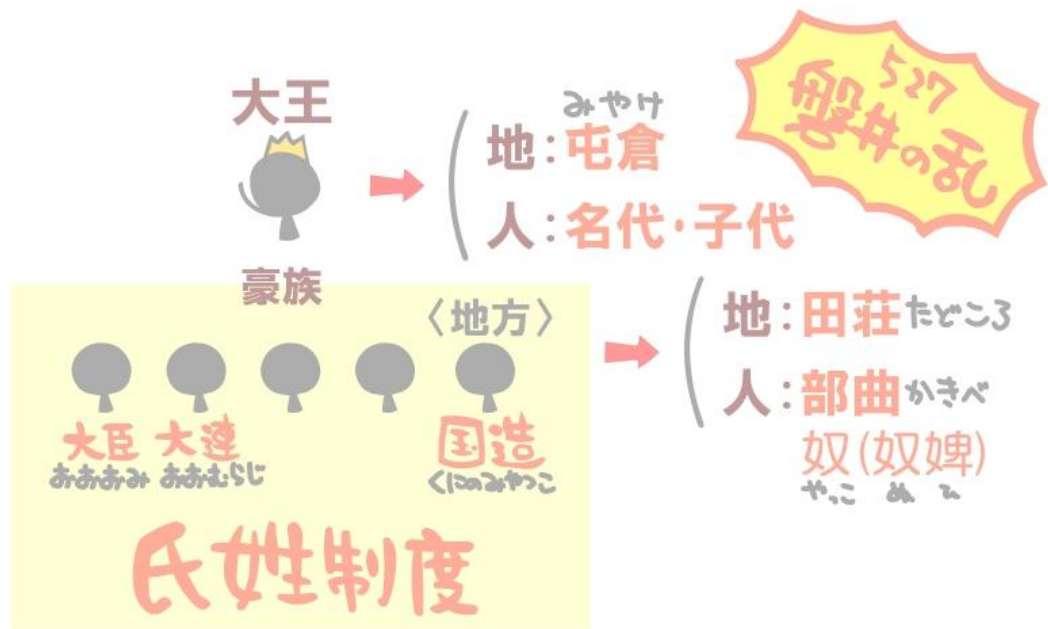 大王
みやけ
地:屯倉
人:名代・子代
527
磐井の乱
豪族
〈地方〉
大臣 大連 国造
おおおみ おおむらじ くにのみやつこ
氏姓制度
地:田荘たどころ
人:部曲かきべ
奴(奴婢)
やっこ ぬ ひ